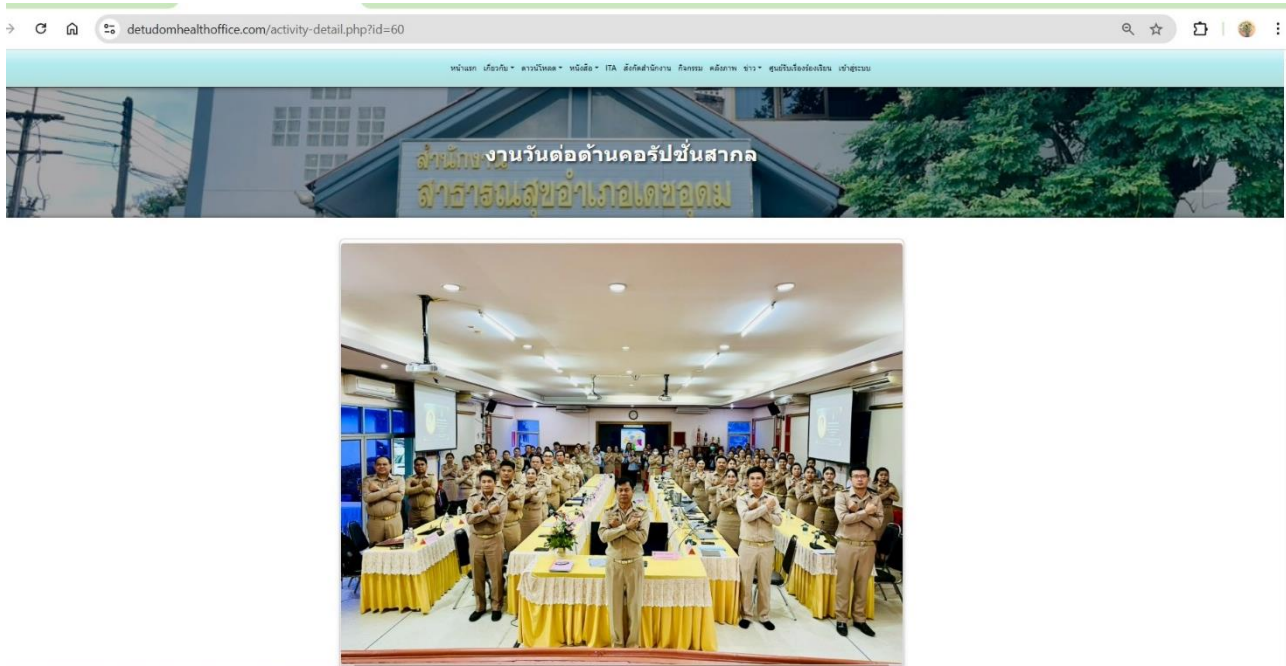 detudomhealthoffice.com/activity-detail.php?id=60
หน้าแรก เกี่ยวกับ ดาวน์โหลด หนังสือ ITA สังกัดสำนักงาน กิจกรรม คลังภาพ ข่าว ศูนย์รับเรื่องร้องเรียน เข้าสู่ระบบ
งานวันต่อต้านคอรัปชั่นสากล
สำนักงาน
สาธารณสุขอำเภอเดชอุดม